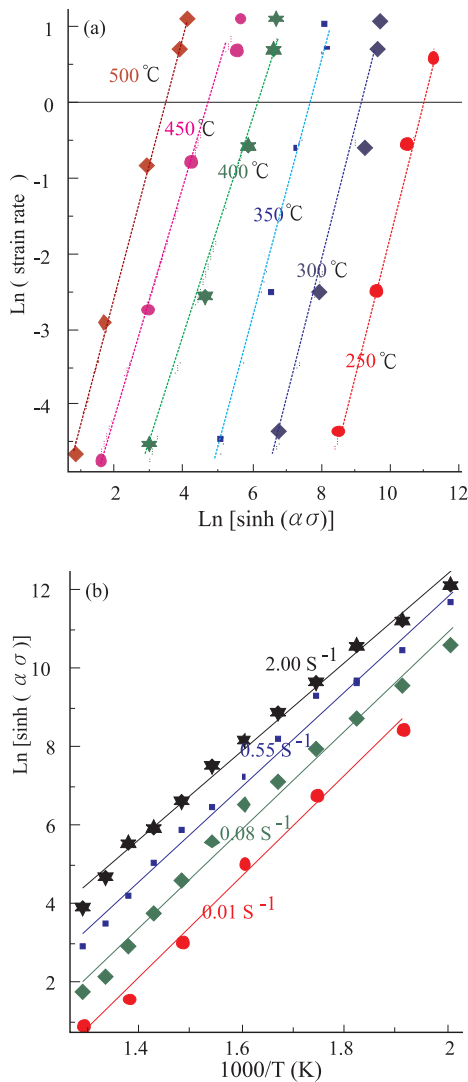 (a)
1
0
-1
-2
-3
-4
Ln ( strain rate )
500℃
450℃
400℃
350℃
300℃
250℃
2 4 6 8 10 12
Ln [sinh (ασ)]
(b)
12
10
8
6
4
2
Ln [sinh ( α σ )]
2.00 S⁻¹
0.55 S⁻¹
0.08 S⁻¹
0.01 S⁻¹
1.4 1.6 1.8 2
1000/T (K)